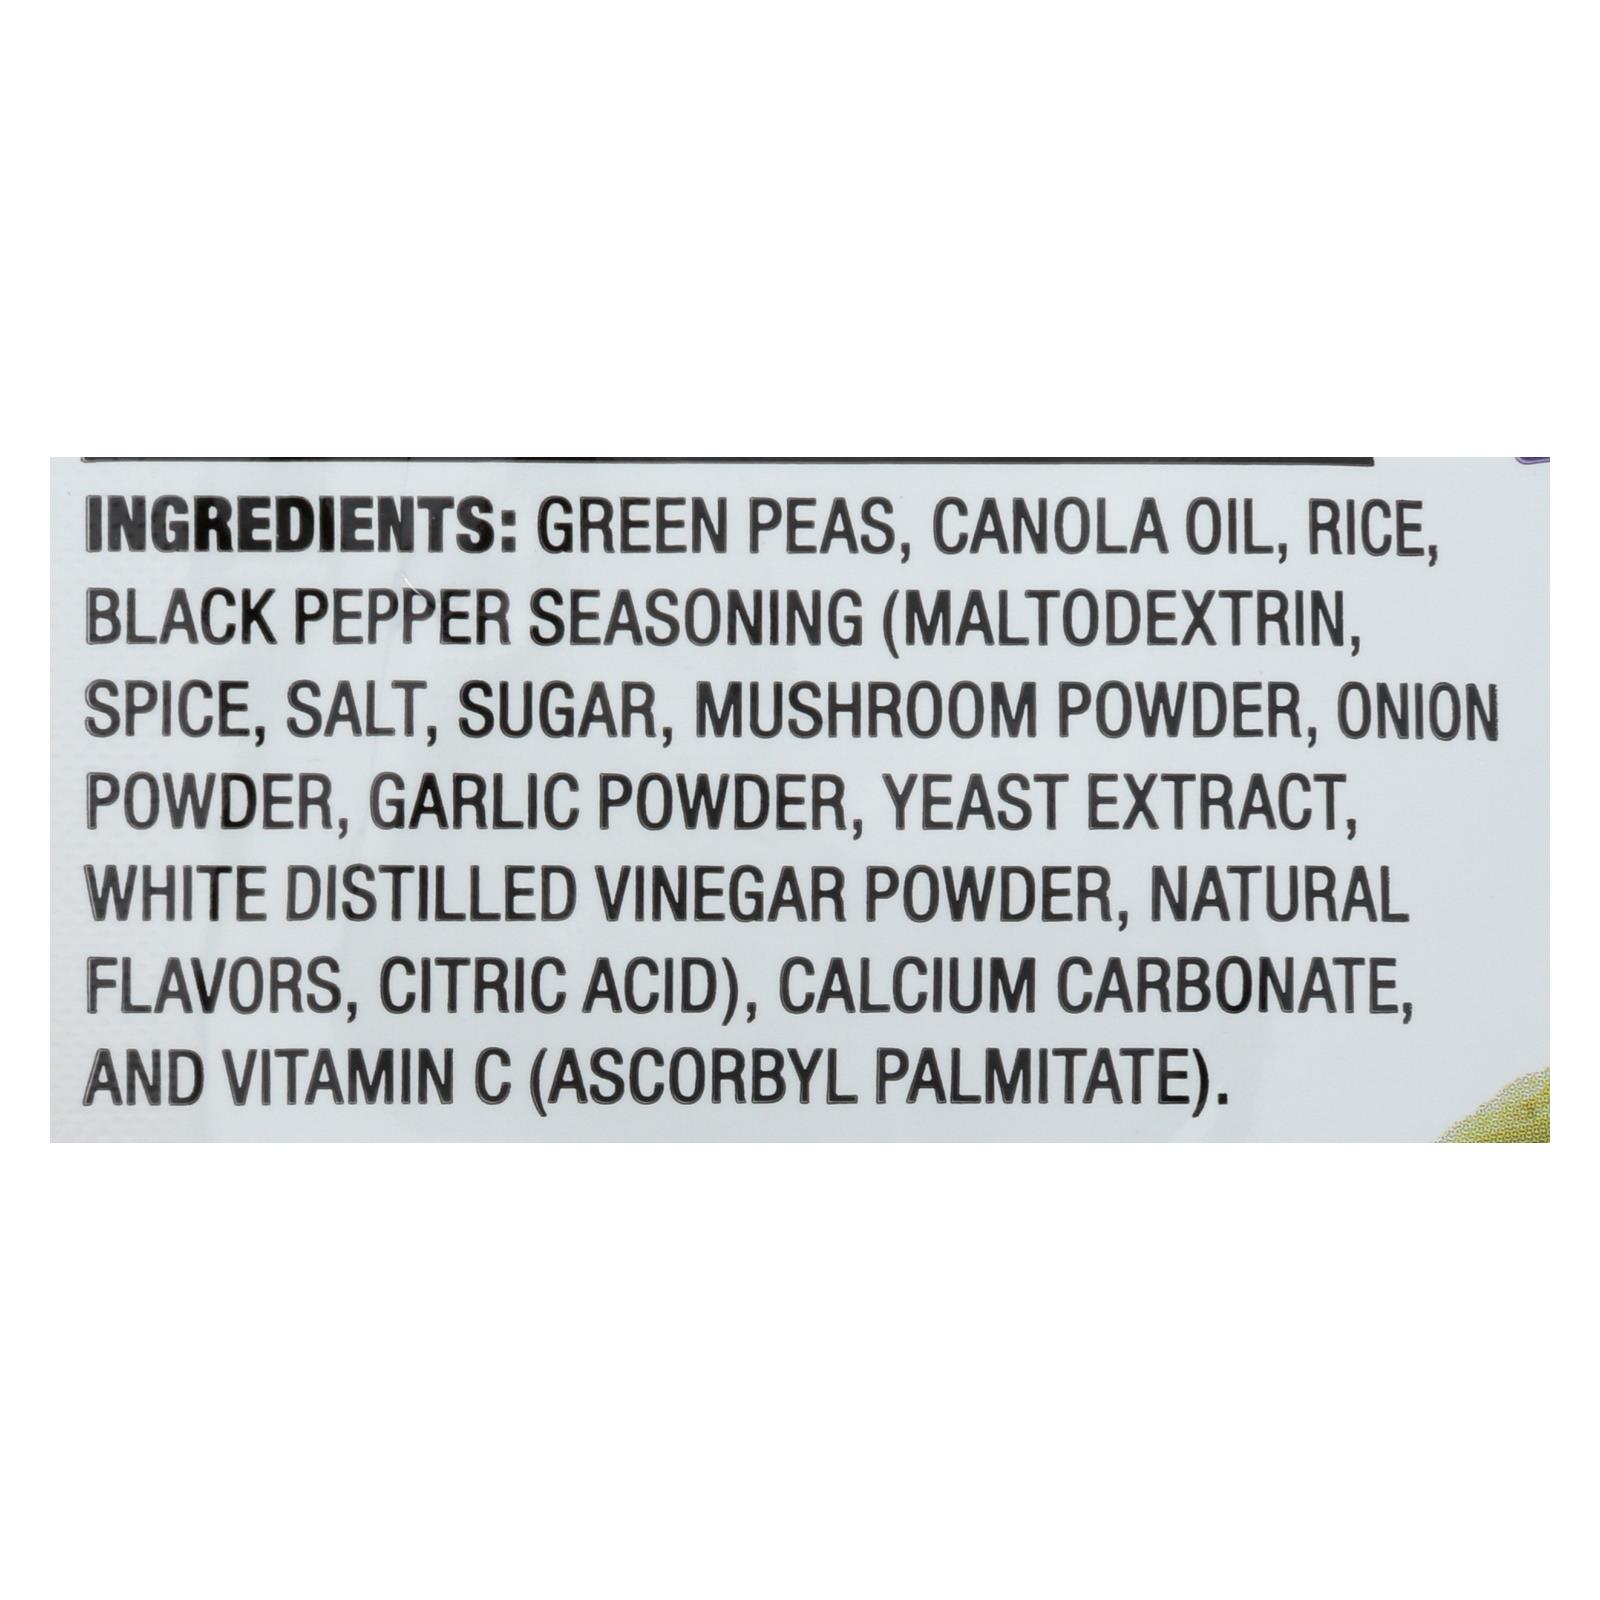 INGREDIENTS: GREEN PEAS, CANOLA OIL, RICE,
BLACK PEPPER SEASONING (MALTODEXTRIN,
SPICE, SALT, SUGAR, MUSHROOM POWDER, ONION
POWDER, GARLIC POWDER, YEAST EXTRACT,
WHITE DISTILLED VINEGAR POWDER, NATURAL
FLAVORS, CITRIC ACID), CALCIUM CARBONATE,
AND VITAMIN C (ASCORBYL PALMITATE).